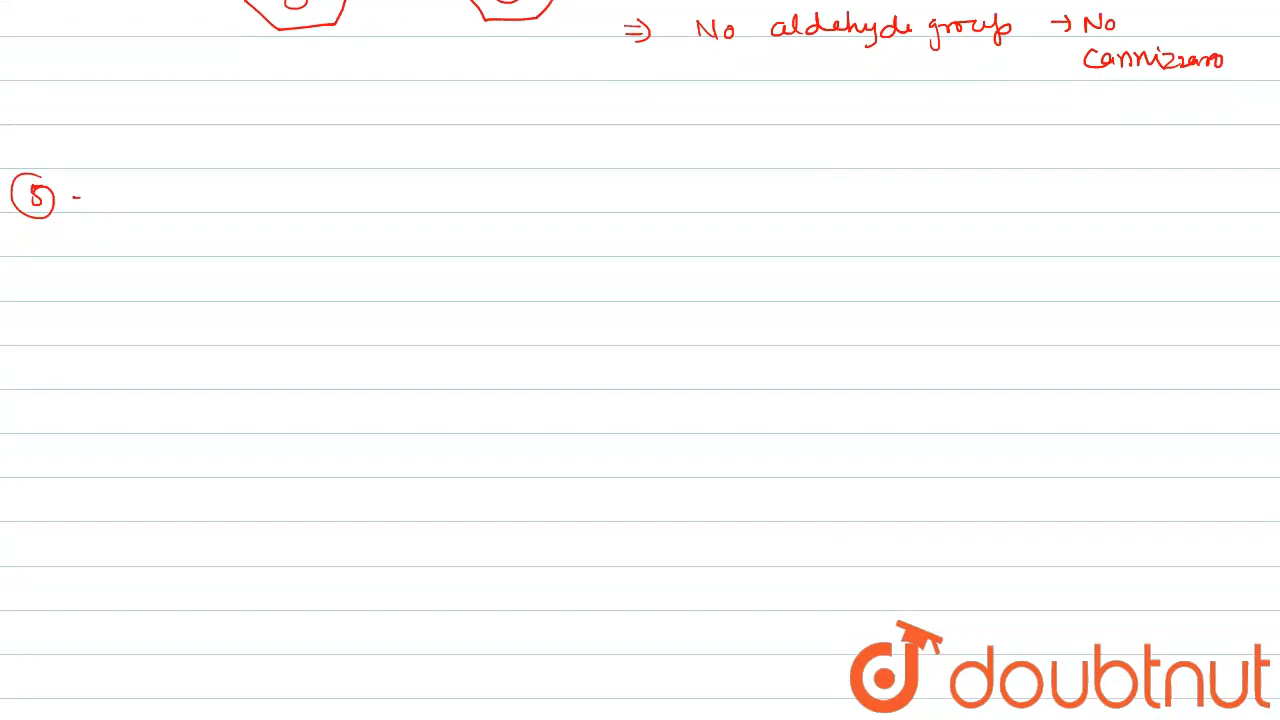 ⇒ No aldehyde group → No
Cannizzaro
5 -
doubtnut